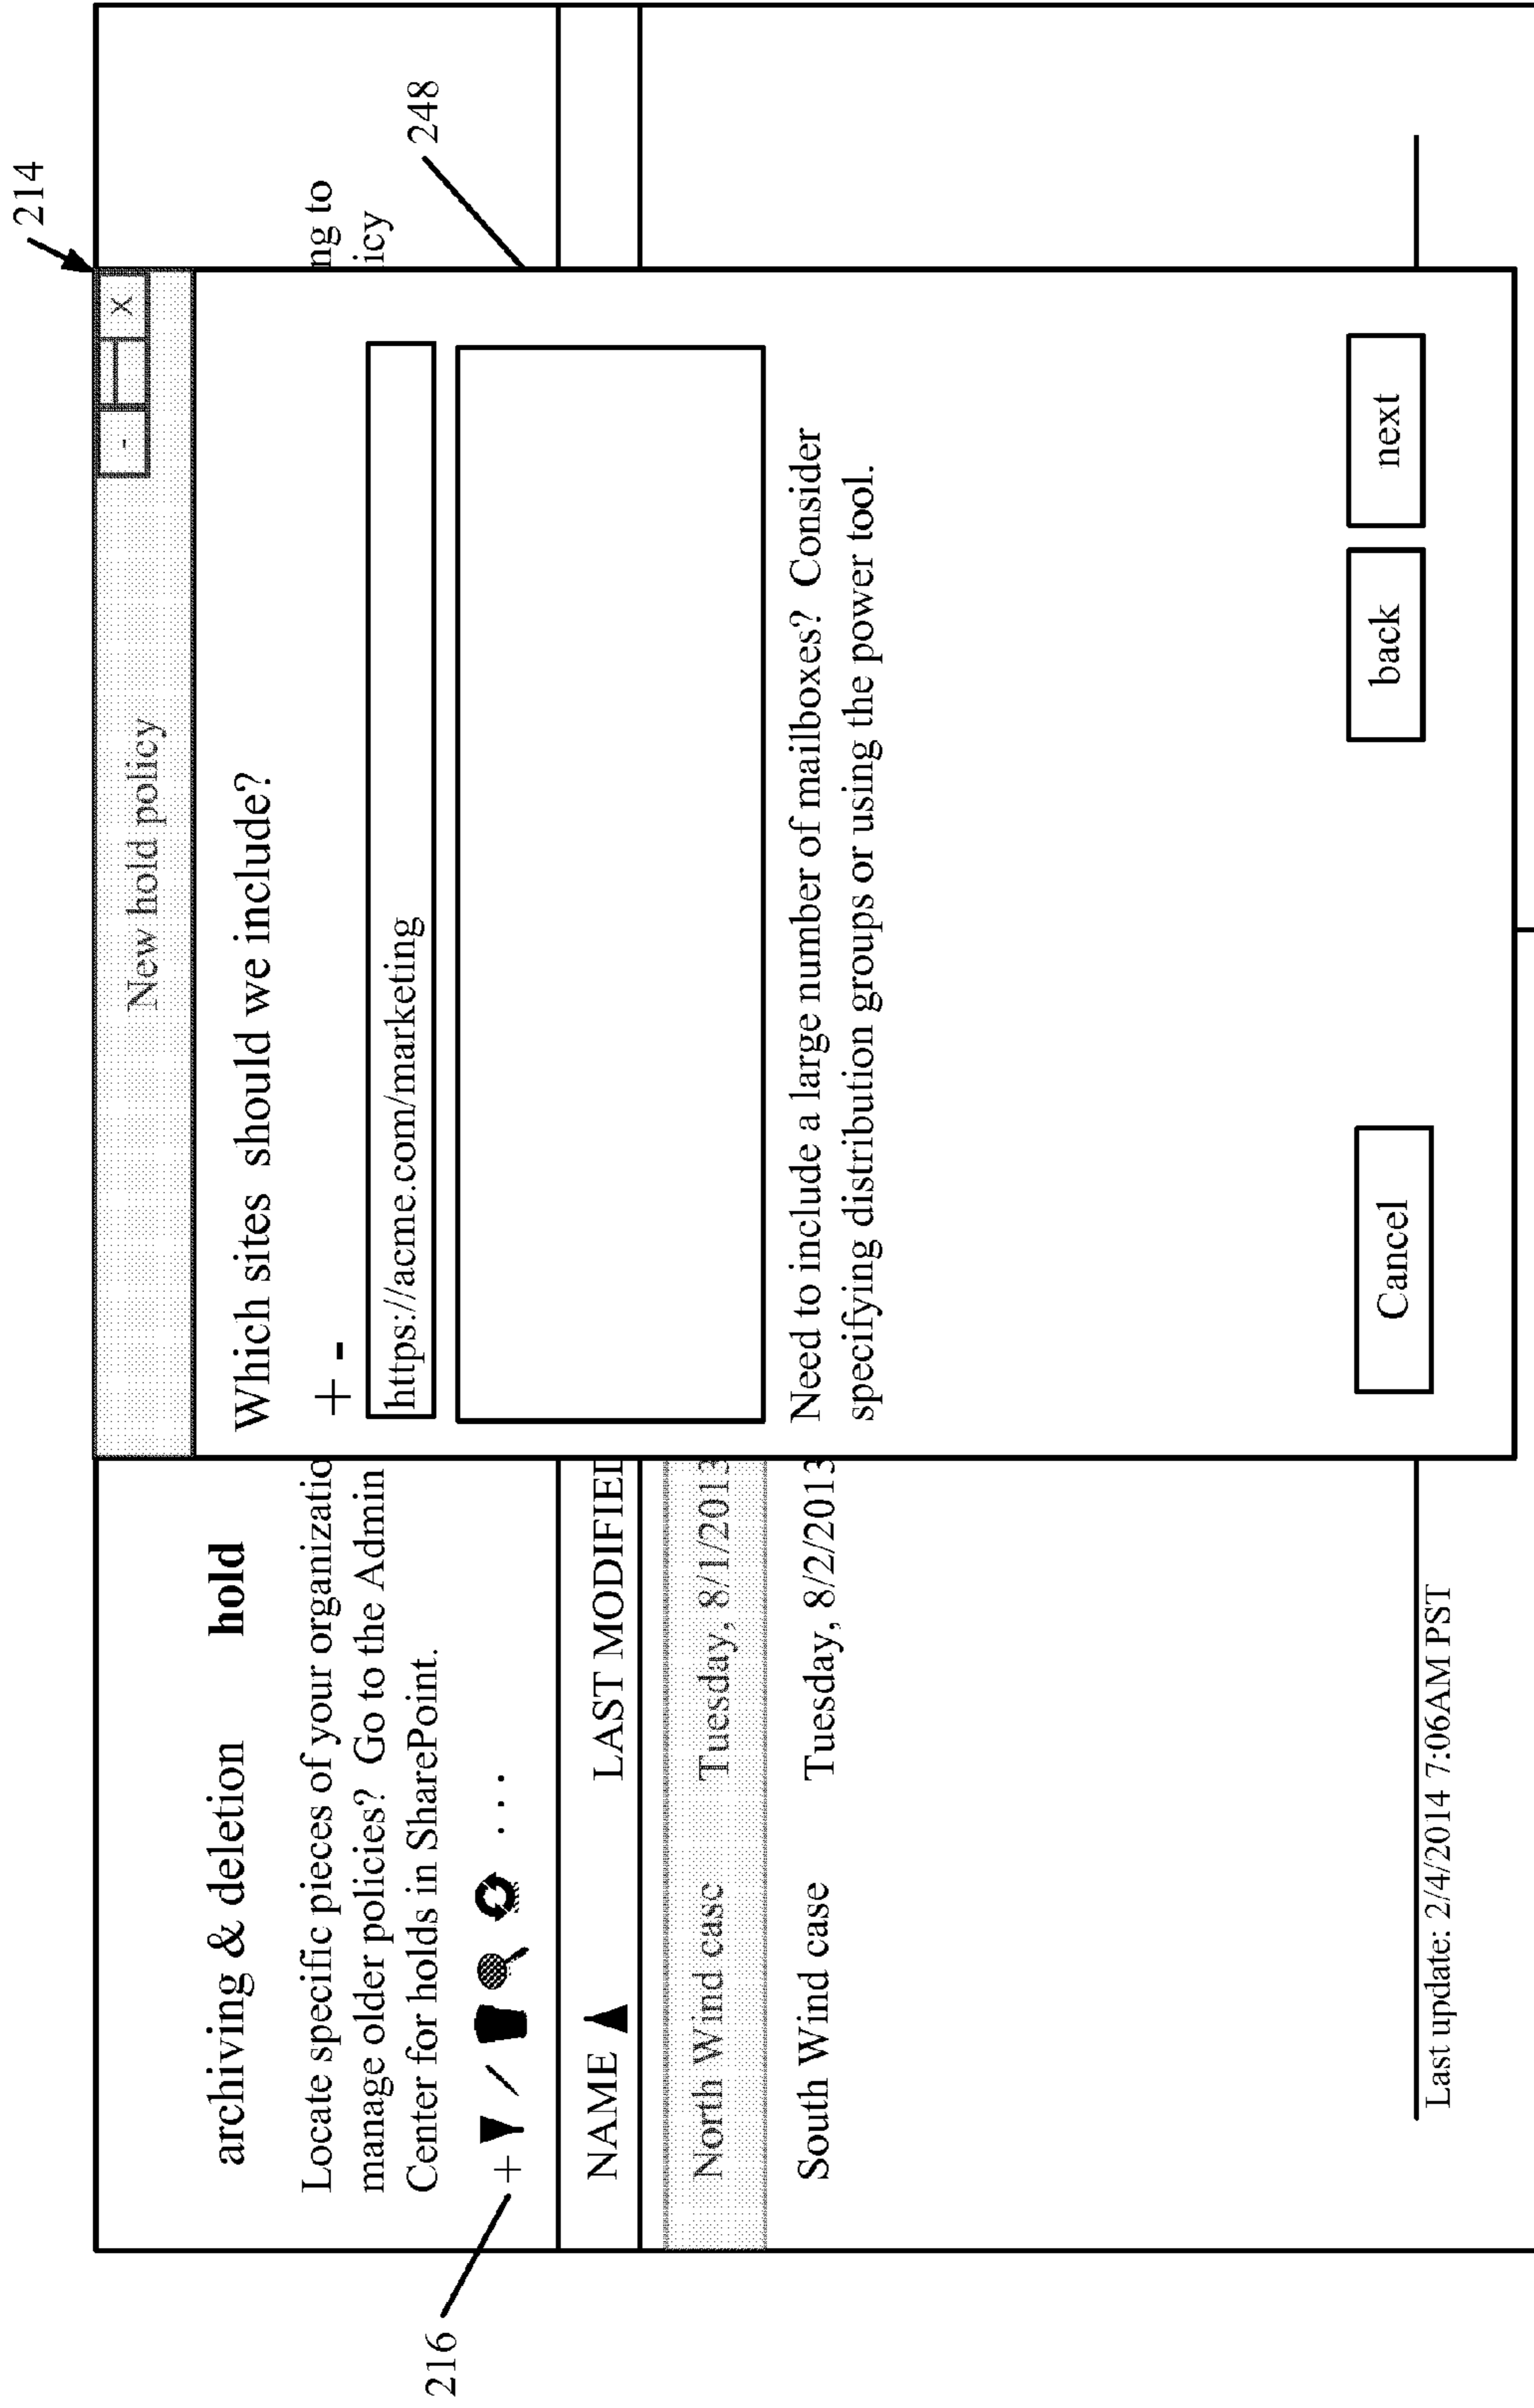 214
archiving & deletion hold
Locate specific pieces of your organizatio
manage older policies? Go to the Admin
Center for holds in SharePoint.
ng to
icy
216
+ / ...
NAME LAST MODIFIED
North Wind case Tuesday, 8/1/2013
South Wind case Tuesday, 8/2/2013
Last update: 2/4/2014 7:06AM PST
New hold policy
- X
248
Which sites should we include?
+ -
https://acme.com/marketing
Need to include a large number of mailboxes? Consider
specifying distribution groups or using the power tool.
Cancel back next